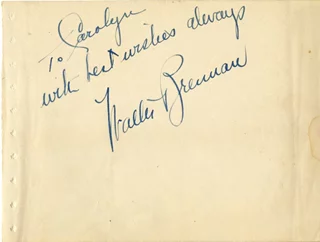 To Carolyn
with best wishes always
Walter Brennan